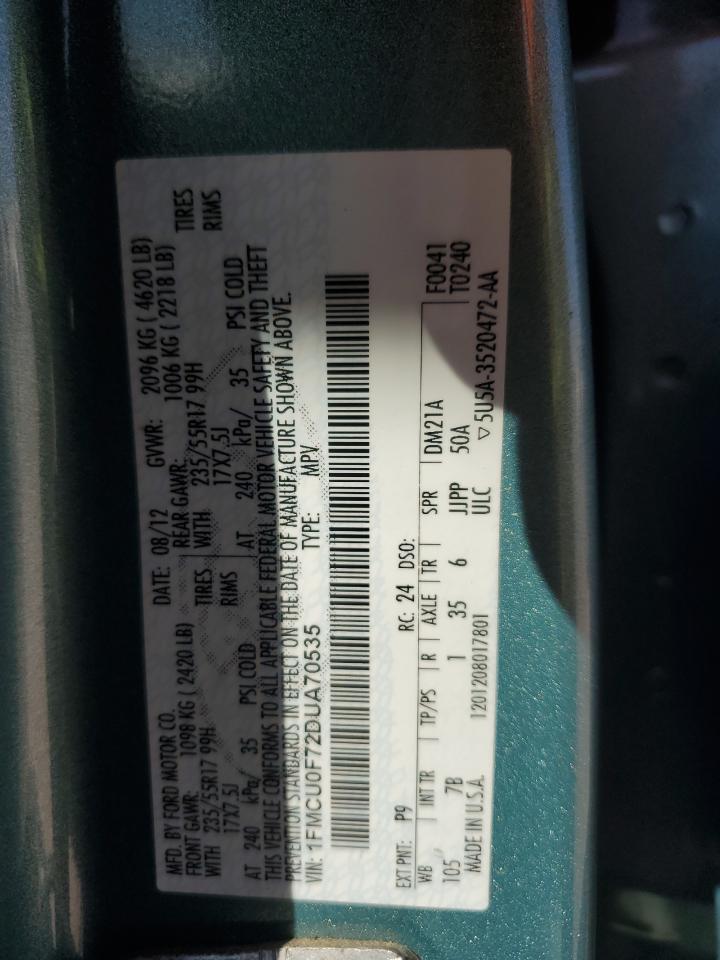 MFD. BY FORD MOTOR CO. DATE: 08/12 GVWR: 2096 KG ( 4620 LB)
FRONT GAWR: 1098 KG ( 2420 LB) REAR GAWR: 1006 KG ( 2218 LB)
WITH 235/55R17 99H TIRES WITH 235/55R17 99H TIRES
17X7.5J RIMS 17X7.5J RIMS
AT 240 kPa/ 35 PSI COLD AT 240 kPa/ 35 PSI COLD
THIS VEHICLE CONFORMS TO ALL APPLICABLE FEDERAL MOTOR VEHICLE SAFETY AND THEFT
PREVENTION STANDARDS IN EFFECT ON THE DATE OF MANUFACTURE SHOWN ABOVE.
VIN: 1FMCU0F72DUA70535 TYPE: MPV
EXT PNT: P9 RC: 24 DSO: F0041
WB INT TR TP/PS R AXLE TR SPR DM21A T0240
105" 7B 1 35 6 JJPP 50A
MADE IN U.S.A. 1201208017801 ULC ▽ 5U5A-3520472-AA